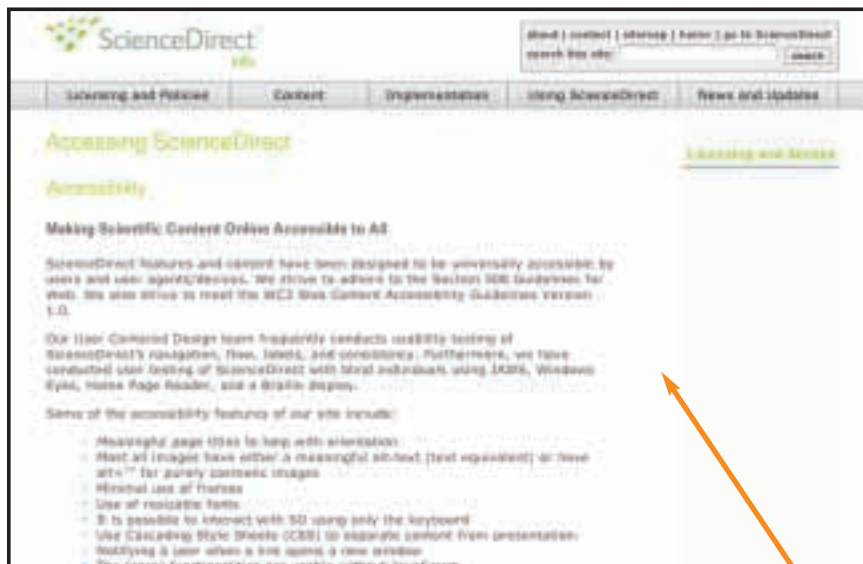 ScienceDirect
info
about | contact | sitemap | home | go to ScienceDirect
search this site: search
Licensing and Policies Content Implementation Using ScienceDirect News and Updates
Accessing ScienceDirect
Licensing and Access
Accessibility
Making Scientific Content Online Accessible to All
ScienceDirect features and content have been designed to be universally accessible by
users and user agents/devices. We strive to adhere to the Section 508 Guidelines for
Web. We also strive to meet the W3C's Web Content Accessibility Guidelines Version
1.0.
Our User Centered Design team frequently conducts usability testing of
ScienceDirect's navigation, flow, labels, and consistency. Furthermore, we have
conducted user testing of ScienceDirect with blind individuals using JAWS, Windows
Eyes, Home Page Reader, and a Braille display.
Some of the accessibility features of our site include:
Meaningful page titles to help with orientation
Most all images have either a meaningful alt-text (text equivalent) or have
alt="" for purely cosmetic images
Minimal use of frames
Use of resizable fonts
It is possible to interact with SD using only the keyboard
Use Cascading Style Sheets (CSS) to separate content from presentation
Notifying a user when a link opens a new window